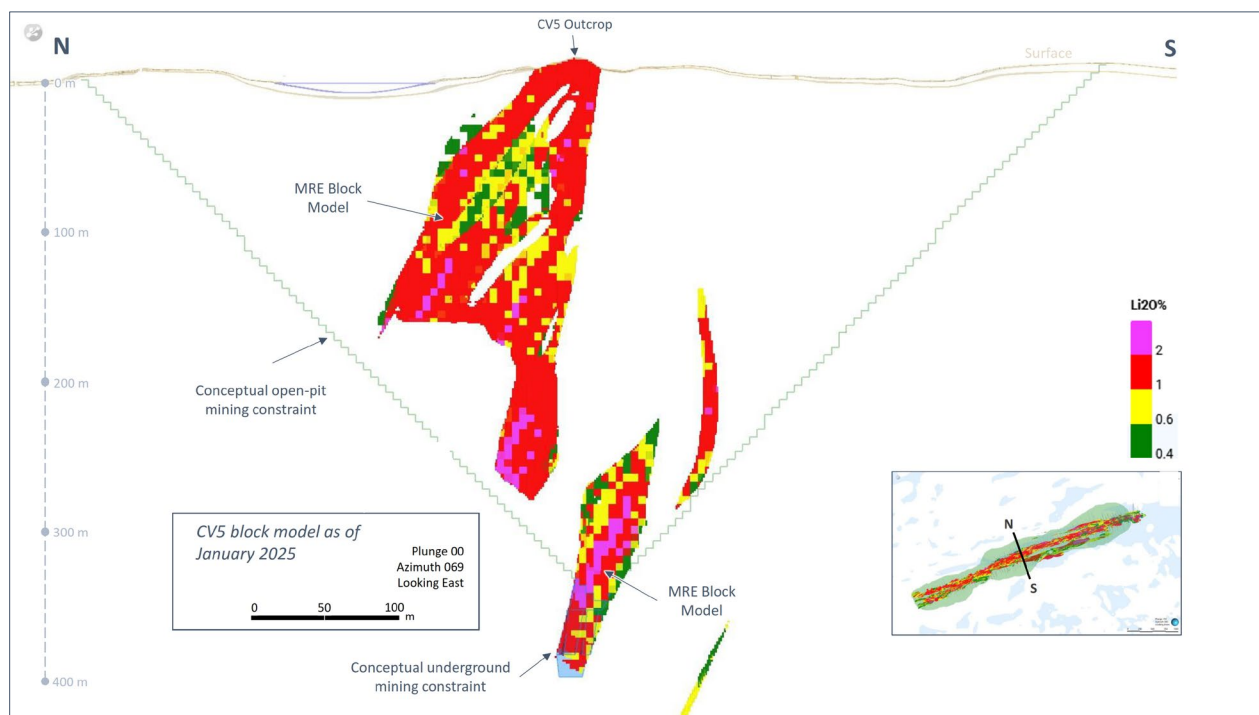 CV5 Outcrop
N
S
Surface
0 m
MRE Block
Model
100 m
200 m
Conceptual open-pit
mining constraint
Li20%
2
1
0.6
0.4
300 m
CV5 block model as of
January 2025
Plunge 00
Azimuth 069
Looking East
0 50 100
m
MRE Block
Model
N
S
Conceptual underground
mining constraint
400 m